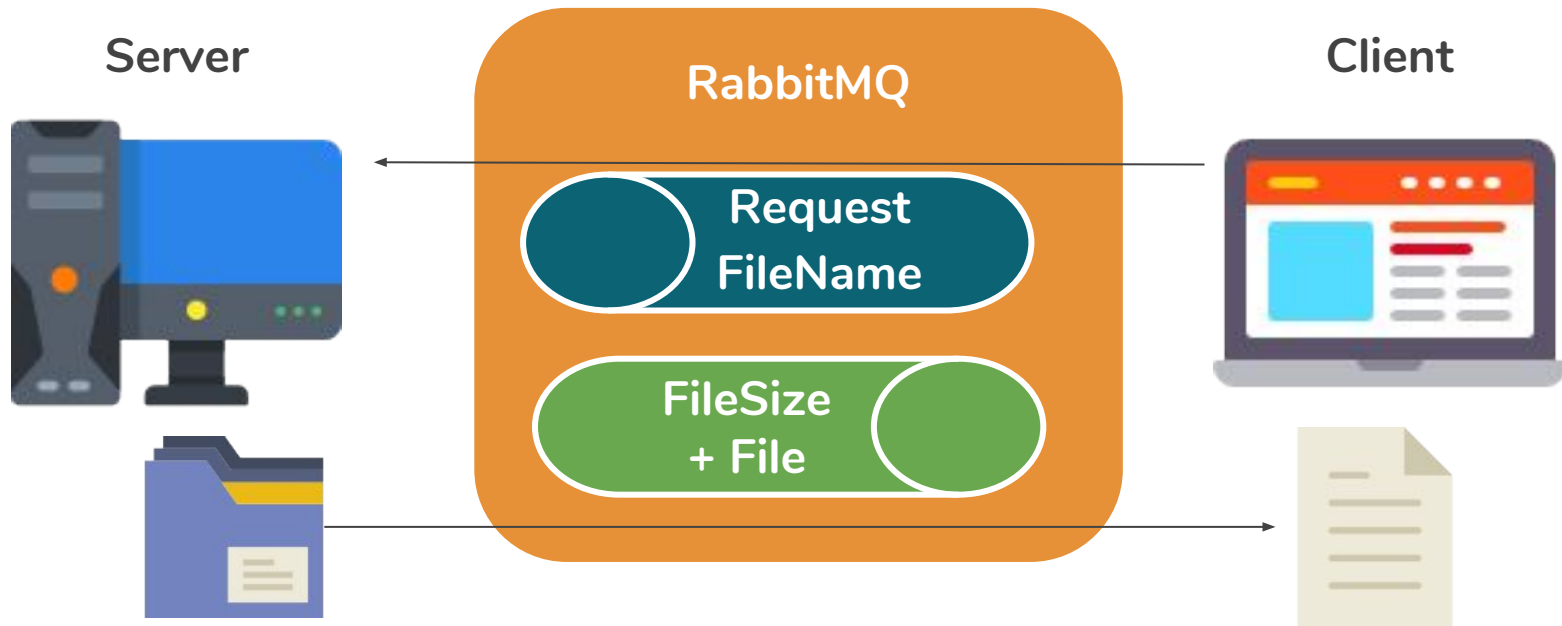 Server
RabbitMQ
Client
Request
FileName
FileSize
+ File